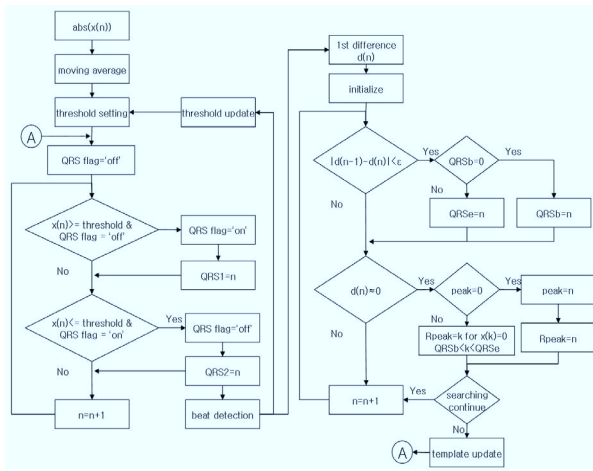 abs(x(n))
moving average
threshold setting
threshold update
A
QRS flag='off'
x(n)>= threshold &
QRS flag = 'off'
QRS flag='on'
No
QRS1=n
x(n)<= threshold &
QRS flag = 'on'
Yes
QRS flag='off'
No
QRS2=n
n=n+1
beat detection
1st difference
d(n)
initialize
|d(n-1)-d(n)|<ε
Yes
QRSb=0
Yes
No
No
QRSe=n
QRSb=n
d(n)≈0
Yes
peak=0
Yes
peak=n
No
No
Rpeak=k for x(k)=0
QRSb<k<QRSe
Rpeak=n
n=n+1
Yes
searching
continue
No
A
template update